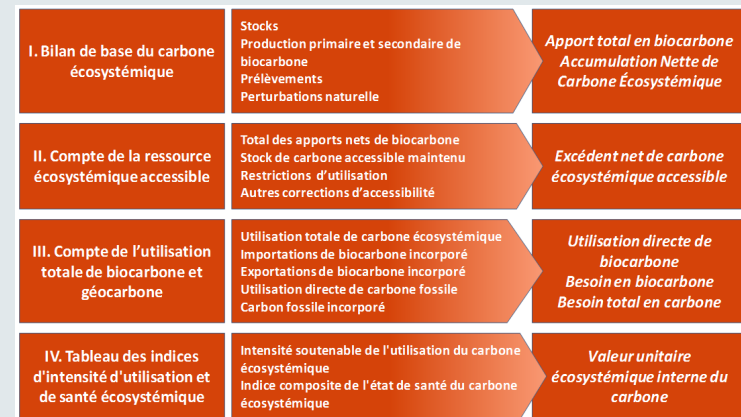 I. Bilan de base du carbone
écosystémique
Stocks
Production primaire et secondaire de
biocarbone
Prélèvements
Perturbations naturelle
Apport total en biocarbone
Accumulation Nette de
Carbone Écosystémique
II. Compte de la ressource
écosystémique accessible
Total des apports nets de biocarbone
Stock de carbone accessible maintenu
Restrictions d’utilisation
Autres corrections d’accessibilité
Excédent net de carbone
écosystémique accessible
III. Compte de l’utilisation
totale de biocarbone et
géocarbone
Utilisation totale de carbone écosystémique
Importations de biocarbone incorporé
Exportations de biocarbone incorporé
Utilisation directe de carbone fossile
Carbon fossile incorporé
Utilisation directe de
biocarbone
Besoin en biocarbone
Besoin total en carbone
IV. Tableau des indices
d'intensité d'utilisation et
de santé écosystémique
Intensité soutenable de l'utilisation du carbone
écosystémique
Indice composite de l'état de santé du carbone
écosystémique
Valeur unitaire
écosystémique interne du
carbone